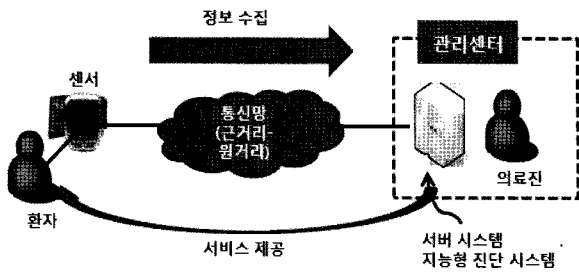 정보 수집
관리센터
센서
통신망
(근거리-
원거리)
의료진
환자
서비스 제공
서버 시스템
지능형 진단 시스템